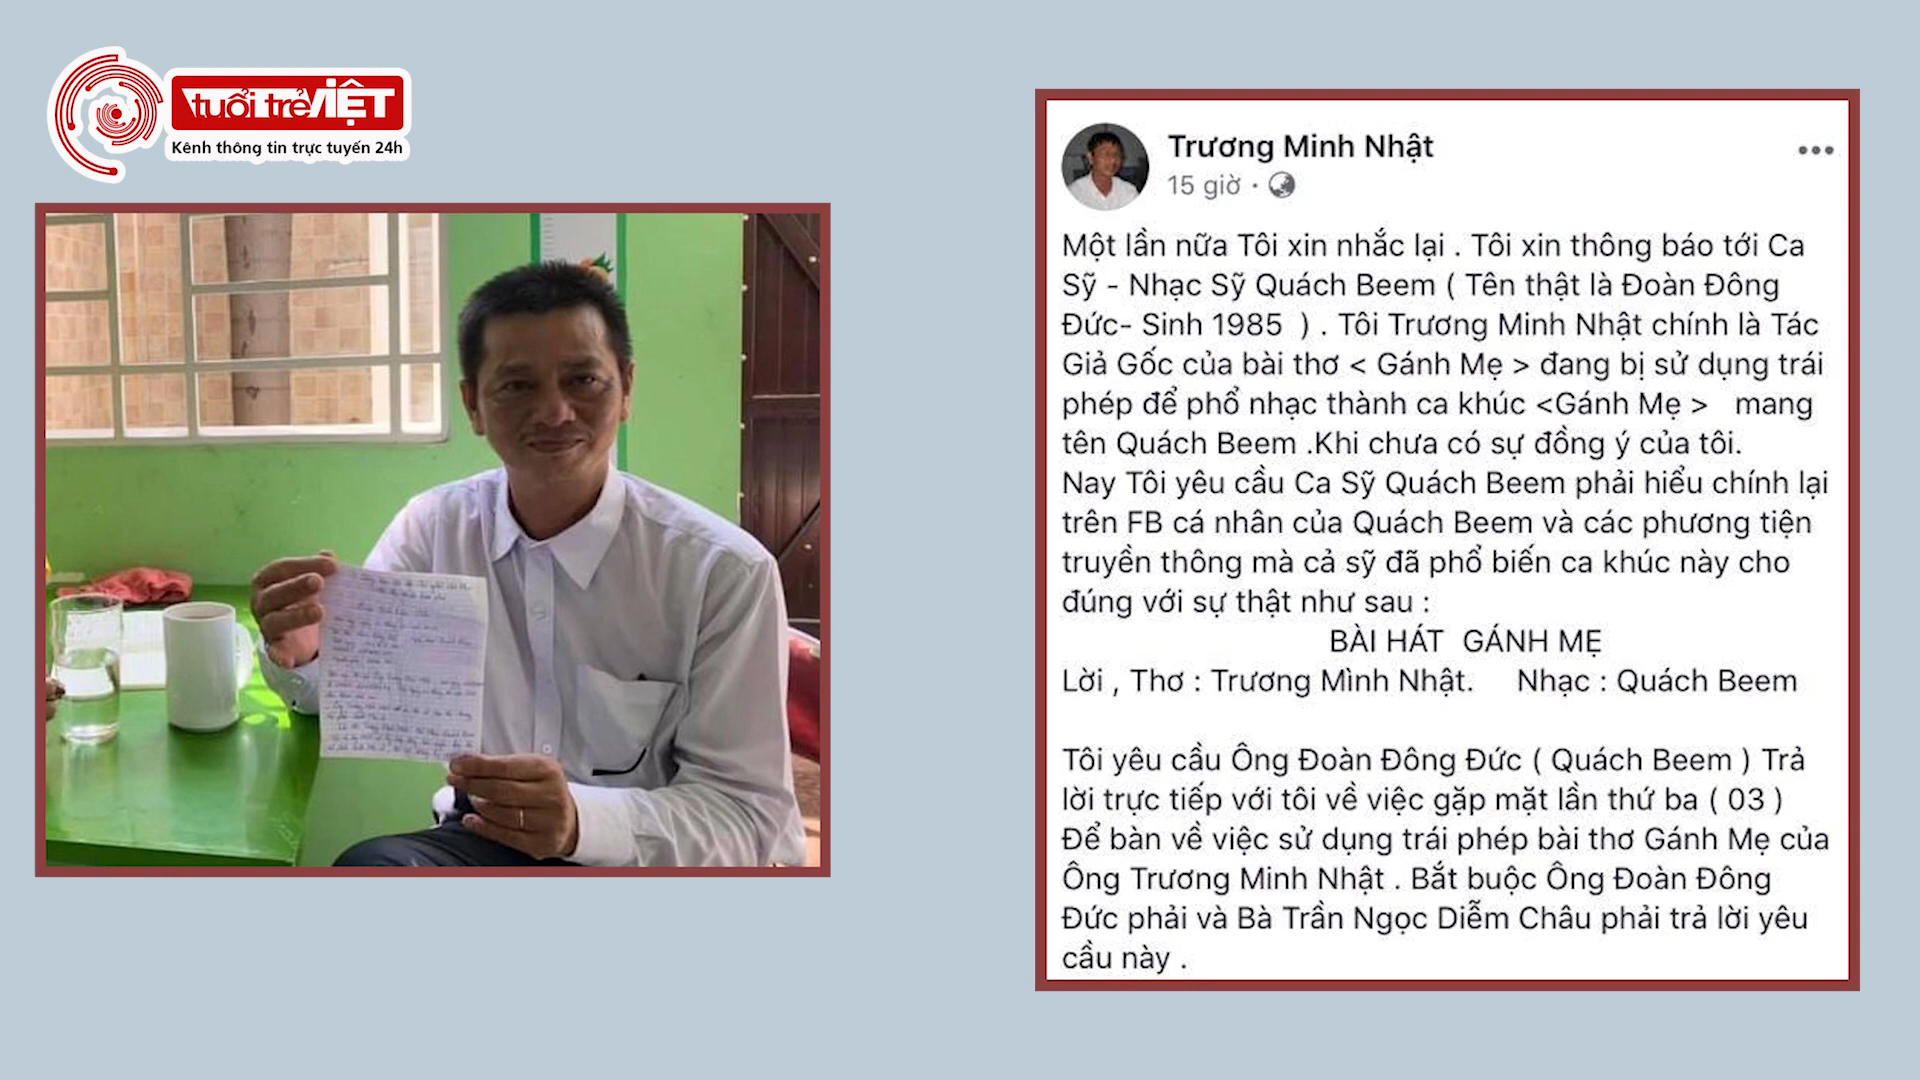 tuổi trẻ VIỆT
Kênh thông tin trực tuyến 24h
Trương Minh Nhật
15 giờ ·
Một lần nữa Tôi xin nhắc lại . Tôi xin thông báo tới Ca
Sỹ - Nhạc Sỹ Quách Beem ( Tên thật là Đoàn Đông
Đức- Sinh 1985 ) . Tôi Trương Minh Nhật chính là Tác
Giả Gốc của bài thơ < Gánh Mẹ > đang bị sử dụng trái
phép để phổ nhạc thành ca khúc <Gánh Mẹ > mang
tên Quách Beem .Khi chưa có sự đồng ý của tôi.
Nay Tôi yêu cầu Ca Sỹ Quách Beem phải hiểu chính lại
trên FB cá nhân của Quách Beem và các phương tiện
truyền thông mà cả sỹ đã phổ biến ca khúc này cho
đúng với sự thật như sau :
BÀI HÁT GÁNH MẸ
Lời , Thơ : Trương Mình Nhật. Nhạc : Quách Beem
Tôi yêu cầu Ông Đoàn Đông Đức ( Quách Beem ) Trả
lời trực tiếp với tôi về việc gặp mặt lần thứ ba ( 03 )
Để bàn về việc sử dụng trái phép bài thơ Gánh Mẹ của
Ông Trương Minh Nhật . Bắt buộc Ông Đoàn Đông
Đức phải và Bà Trần Ngọc Diễm Châu phải trả lời yêu
cầu này .